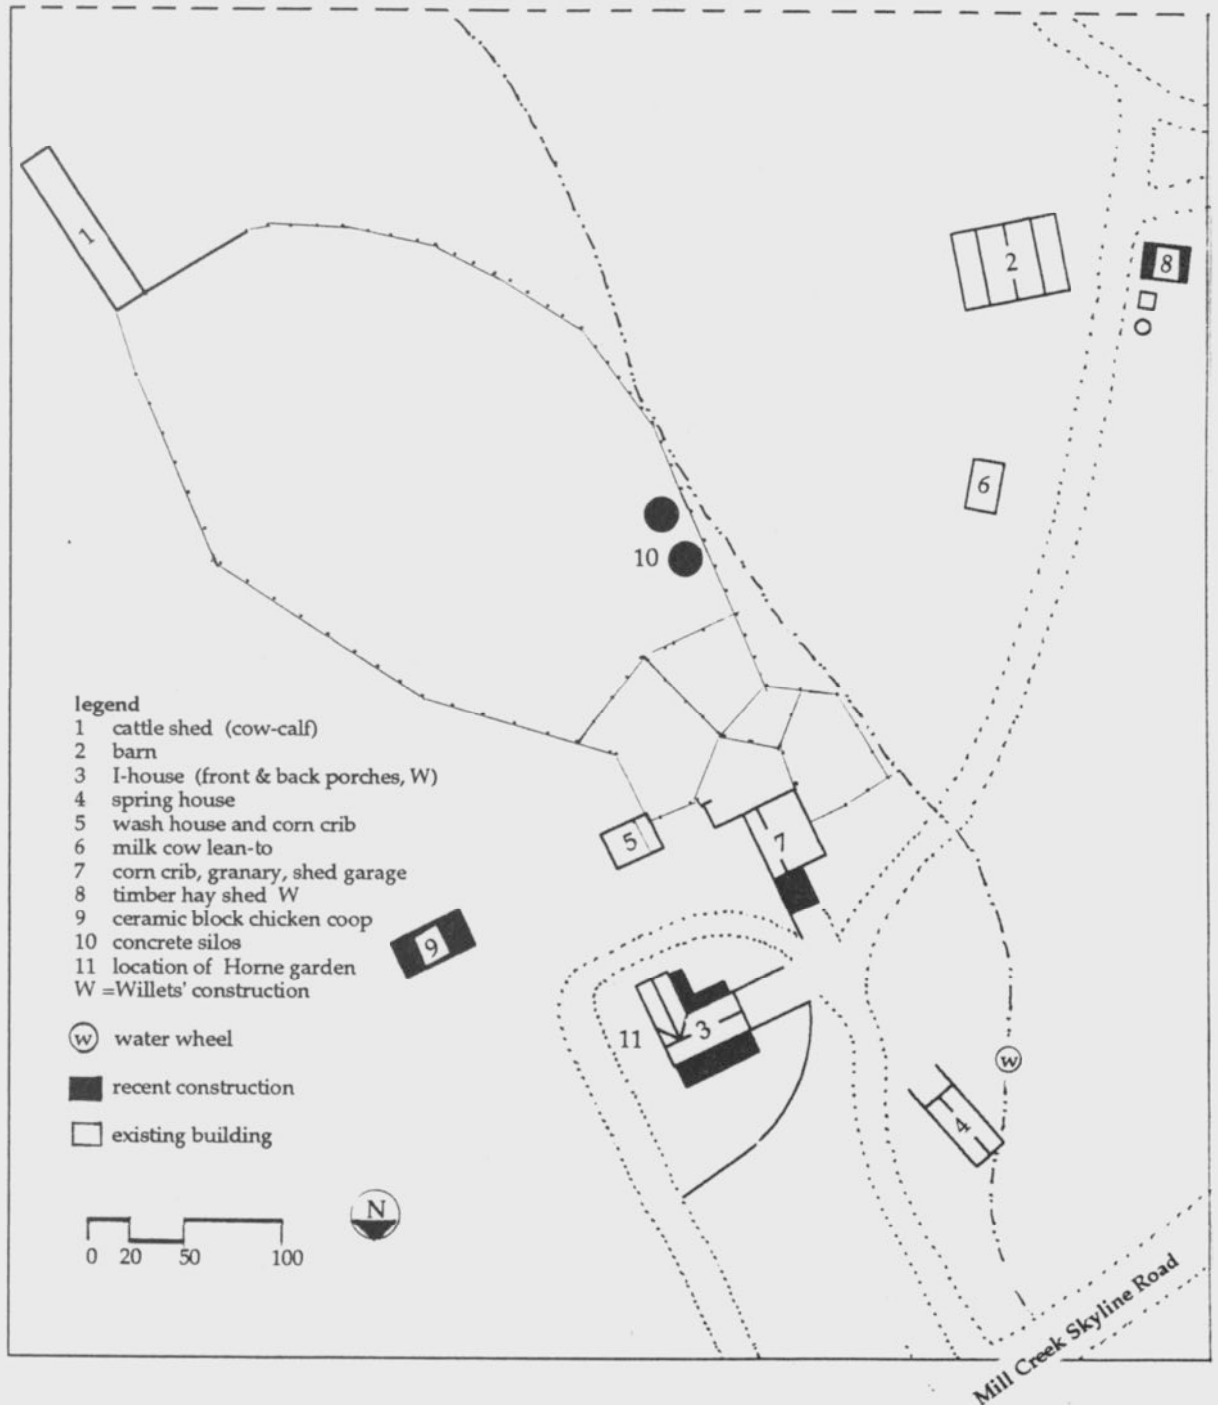 1
2
8
6
10
legend
1 cattle shed (cow-calf)
2 barn
3 I-house (front & back porches, W)
4 spring house
5 wash house and corn crib
6 milk cow lean-to
7 corn crib, granary, shed garage
8 timber hay shed W
9 ceramic block chicken coop
10 concrete silos
11 location of Horne garden
W =Willets' construction
w water wheel
recent construction
existing building
5
7
9
11
3
w
4
N
0 20 50 100
Mill Creek Skyline Road